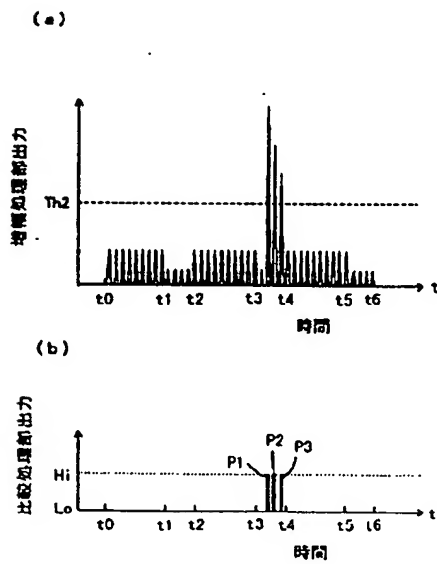 (a)
増幅処理部出力
Th2
t0 t1 t2 t3 t4 t5 t6 t
時間
(b)
比較処理部出力
P1 P2 P3
Hi
Lo
t0 t1 t2 t3 t4 t5 t6 t
時間